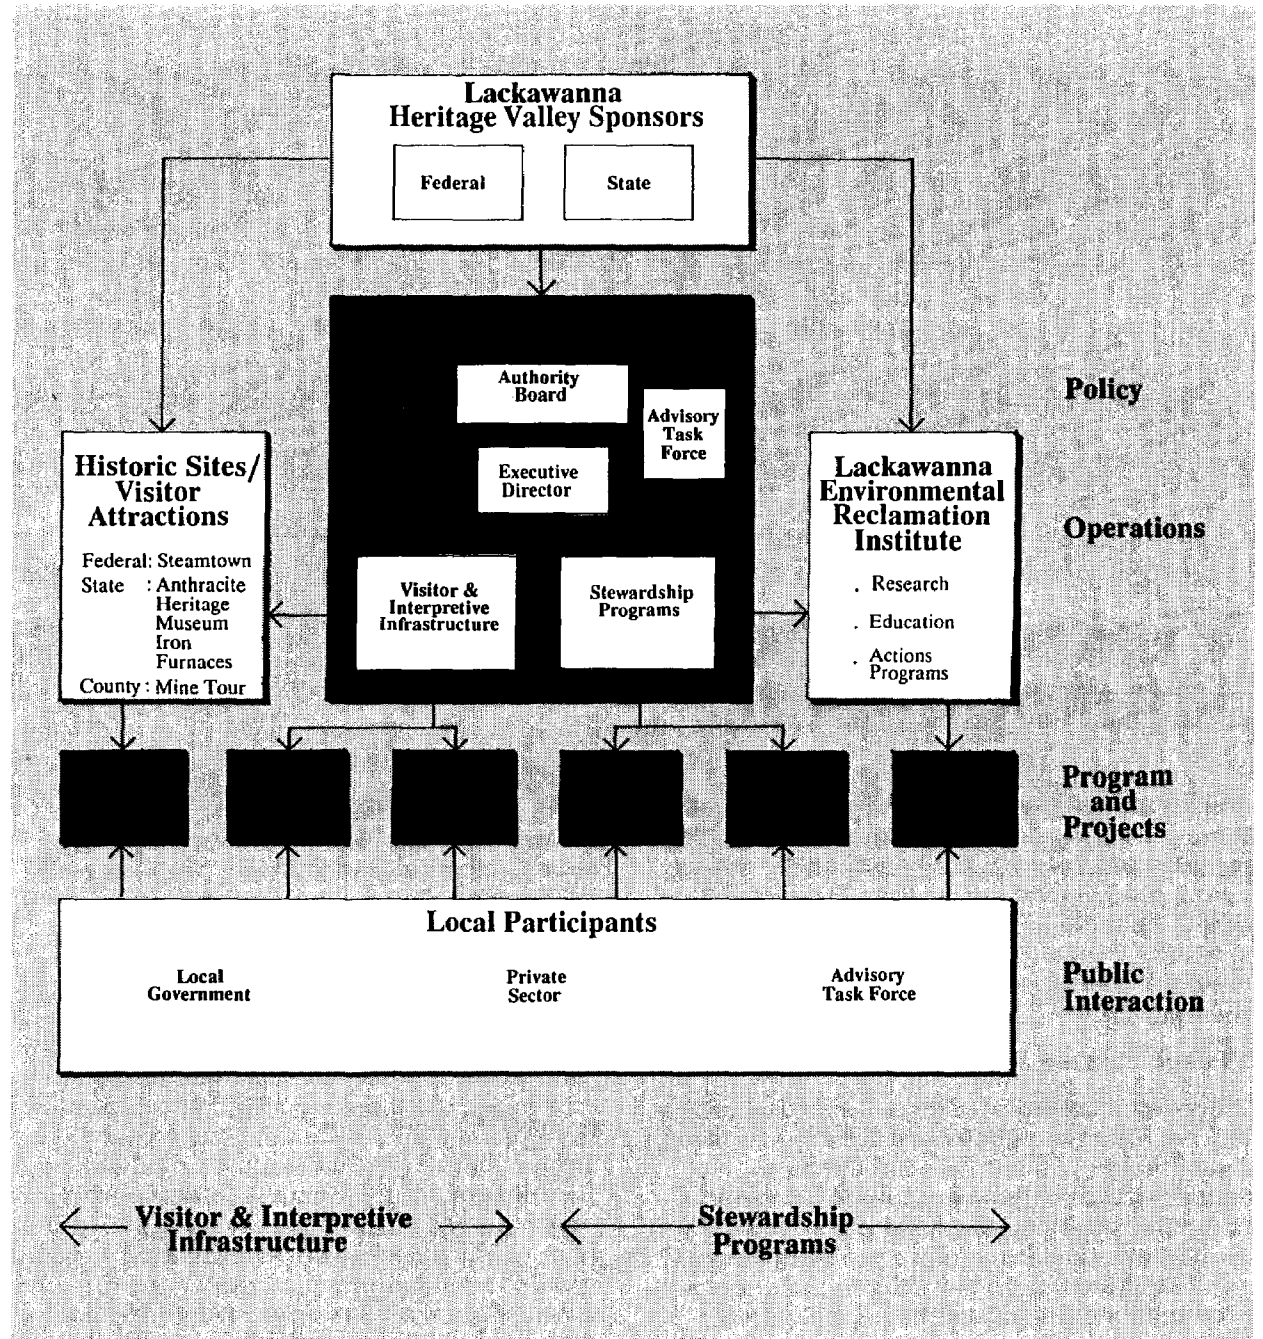 Lackawanna
Heritage Valley Sponsors
Federal
State
Authority
Board
Advisory
Task
Force
Executive
Director
Policy
Historic Sites/
Visitor
Attractions
Federal: Steamtown
State : Anthracite
Heritage
Museum
Iron
Furnaces
County : Mine Tour
Visitor &
Interpretive
Infrastructure
Stewardship
Programs
Lackawanna
Environmental
Reclamation
Institute
. Research
. Education
. Actions
Programs
Operations
Program
and
Projects
Local Participants
Local
Government
Private
Sector
Advisory
Task Force
Public
Interaction
Visitor & Interpretive
Infrastructure
Stewardship
Programs